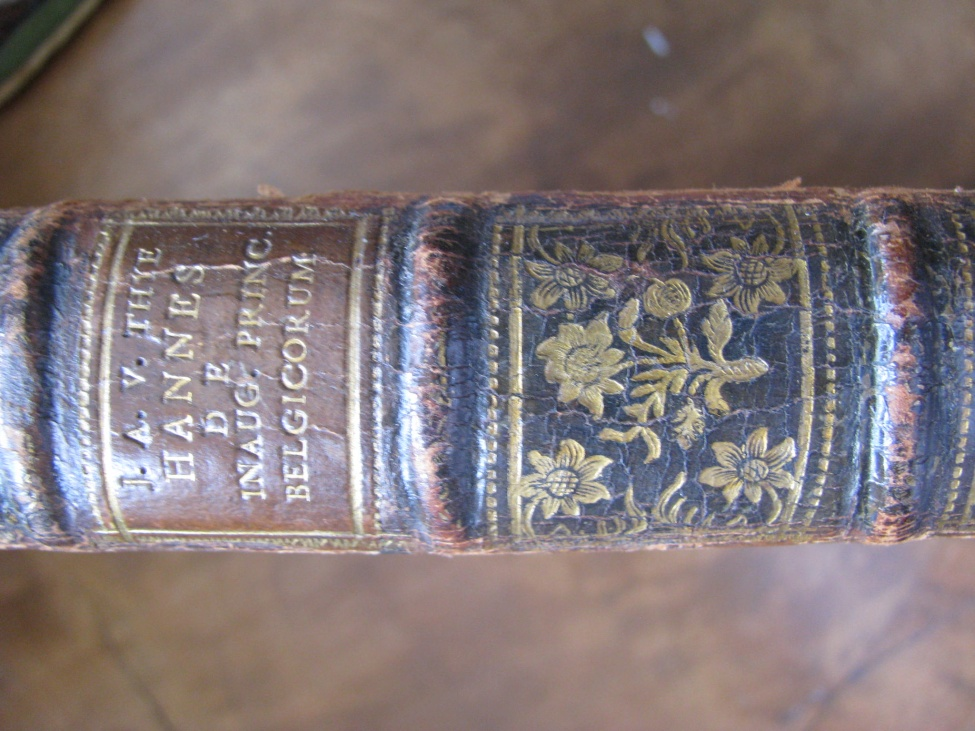 J. A. V. THE
HANNES
DE
INAUG. PRINC.
BELGICORUM